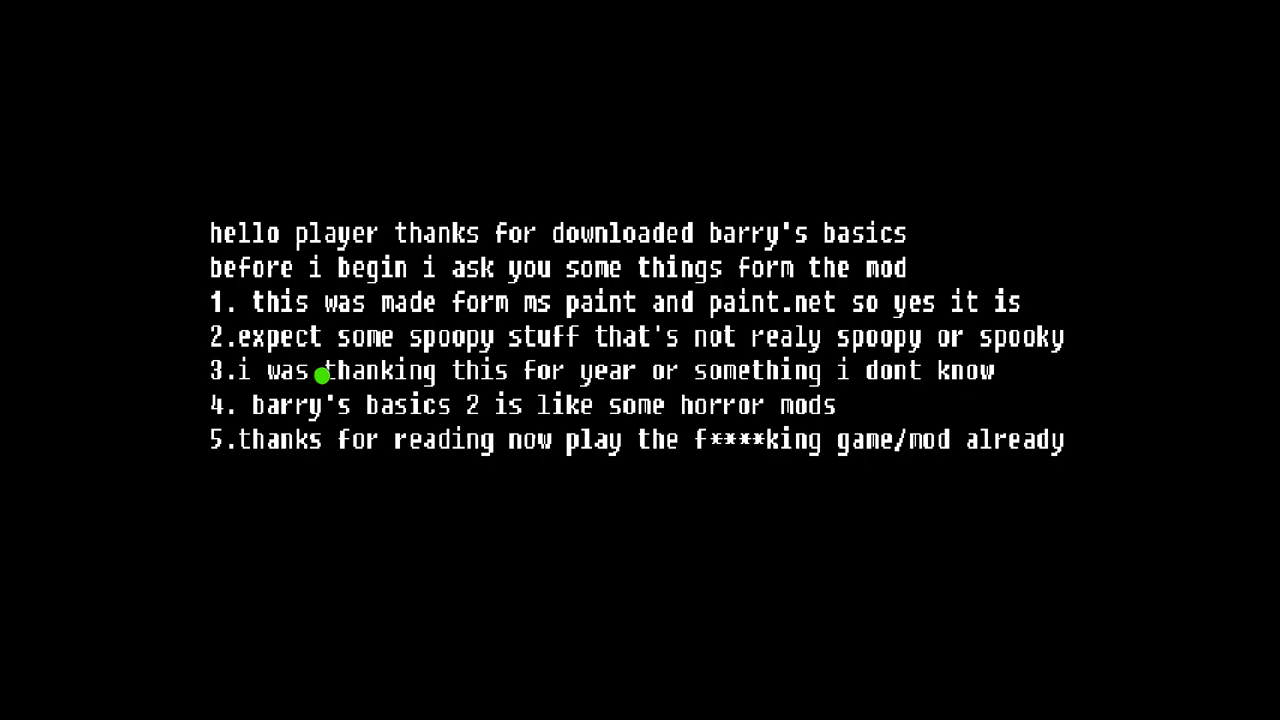 hello player thanks for downloaded barry's basics
before i begin i ask you some things form the mod
1. this was made form ms paint and paint.net so yes it is
2.expect some spoopy stuff that's not realy spoopy or spooky
3.i was thanking this for year or something i dont know
4. barry's basics 2 is like some horror mods
5.thanks for reading now play the f****king game/mod already